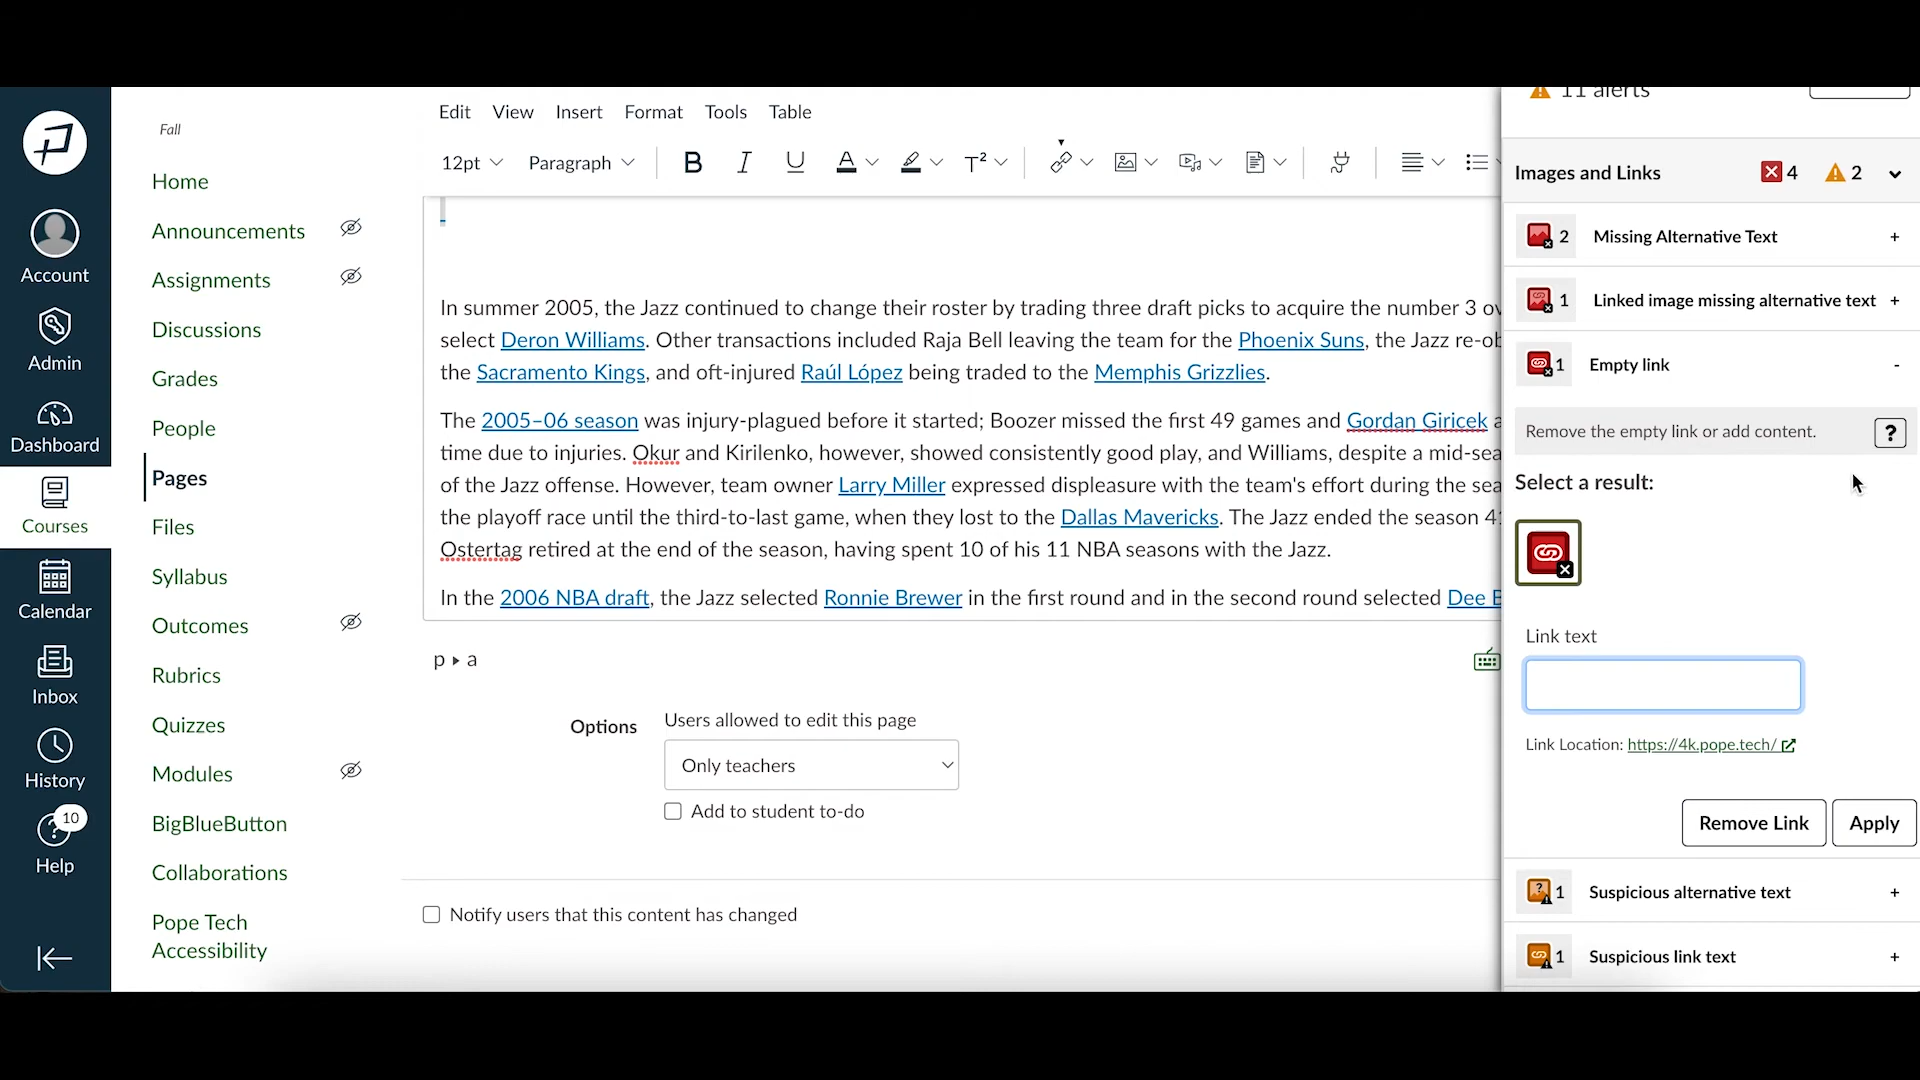 Account
Admin
Dashboard
Courses
Calendar
Inbox
History
10
Help
Fall
Home
Announcements
Assignments
Discussions
Grades
People
Pages
Files
Syllabus
Outcomes
Rubrics
Quizzes
Modules
BigBlueButton
Collaborations
Pope Tech
Accessibility
Edit View Insert Format Tools Table
12pt Paragraph B I U A T²
In summer 2005, the Jazz continued to change their roster by trading three draft picks to acquire the number 3 ov
select Deron Williams. Other transactions included Raja Bell leaving the team for the Phoenix Suns, the Jazz re-ob
the Sacramento Kings, and oft-injured Raúl López being traded to the Memphis Grizzlies.
The 2005–06 season was injury-plagued before it started; Boozer missed the first 49 games and Gordan Giricek a
time due to injuries. Okur and Kirilenko, however, showed consistently good play, and Williams, despite a mid-sea
of the Jazz offense. However, team owner Larry Miller expressed displeasure with the team's effort during the sea
the playoff race until the third-to-last game, when they lost to the Dallas Mavericks. The Jazz ended the season 41
Ostertag retired at the end of the season, having spent 10 of his 11 NBA seasons with the Jazz.
In the 2006 NBA draft, the Jazz selected Ronnie Brewer in the first round and in the second round selected Dee B
p ▸ a
Options
Users allowed to edit this page
Only teachers
Add to student to-do
Notify users that this content has changed
11 alerts
Images and Links 4 2
2 Missing Alternative Text +
1 Linked image missing alternative text +
1 Empty link -
Remove the empty link or add content. ?
Select a result:
Link text
Link Location: https://4k.pope.tech/
Remove Link Apply
1 Suspicious alternative text +
1 Suspicious link text +